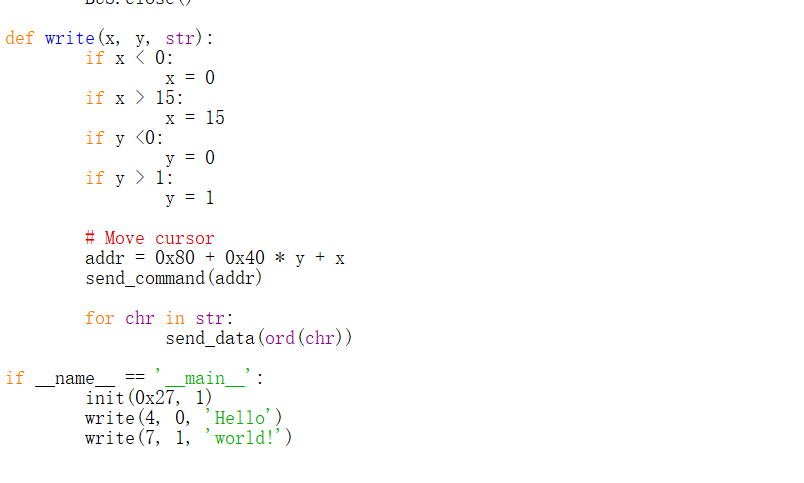 def write(x, y, str):
        if x < 0:
                x = 0
        if x > 15:
                x = 15
        if y <0:
                y = 0
        if y > 1:
                y = 1
        # Move cursor
        addr = 0x80 + 0x40 * y + x
        send_command(addr)
        for chr in str:
                send_data(ord(chr))
if __name__ == '__main__':
        init(0x27, 1)
        write(4, 0, 'Hello')
        write(7, 1, 'world!')